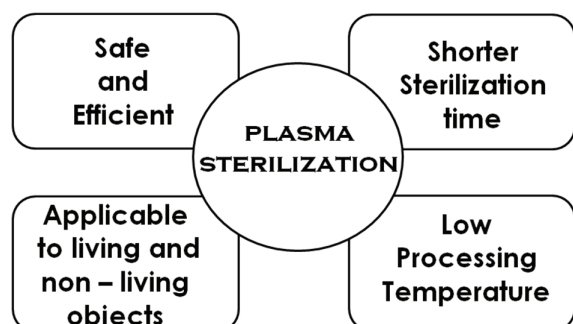 Safe
and
Efficient
Shorter
Sterilization
time
PLASMA
STERILIZATION
Applicable
to living and
non – living
objects
Low
Processing
Temperature